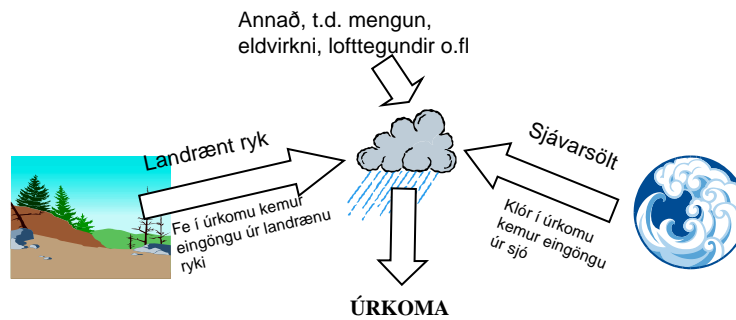 Annað, t.d. mengun,
eldvirkni, lofttegundir o.fl
Landrænt ryk
Fe í úrkomu kemur
eingöngu úr landrænu
ryki
Sjávarsölt
Klór í úrkomu
kemur eingöngu
úr sjó
ÚRKOMA